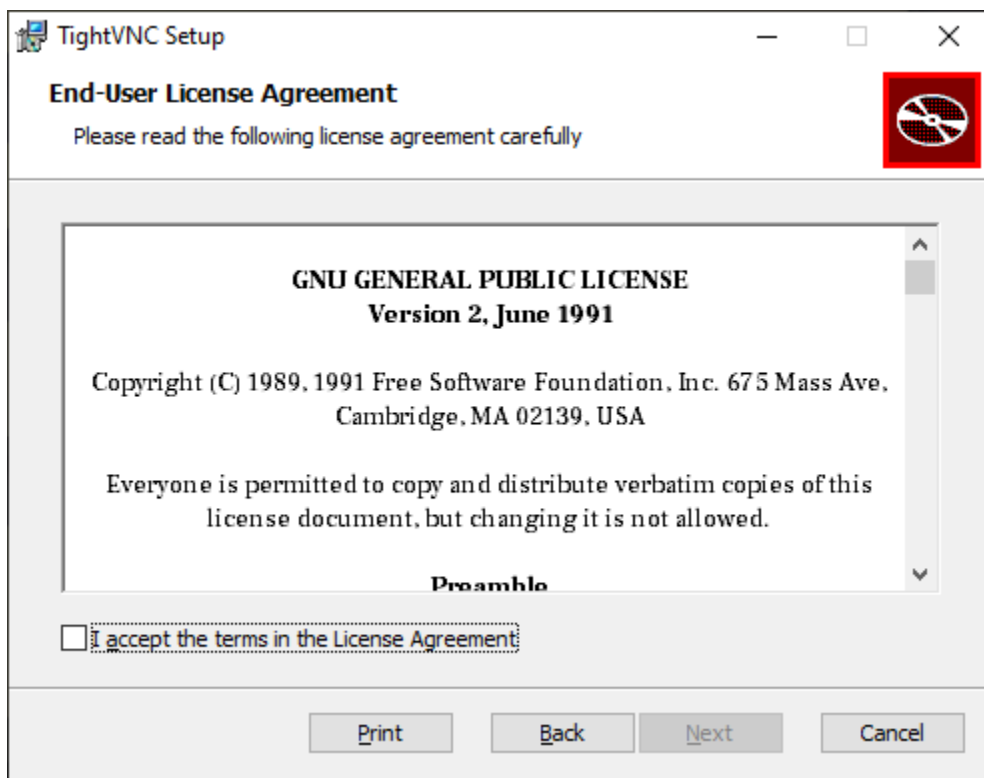 TightVNC Setup
End-User License Agreement
Please read the following license agreement carefully
GNU GENERAL PUBLIC LICENSE
Version 2, June 1991
Copyright (C) 1989, 1991 Free Software Foundation, Inc. 675 Mass Ave,
Cambridge, MA 02139, USA
Everyone is permitted to copy and distribute verbatim copies of this
license document, but changing it is not allowed.
Preamble
I accept the terms in the License Agreement
Print
Back
Next
Cancel